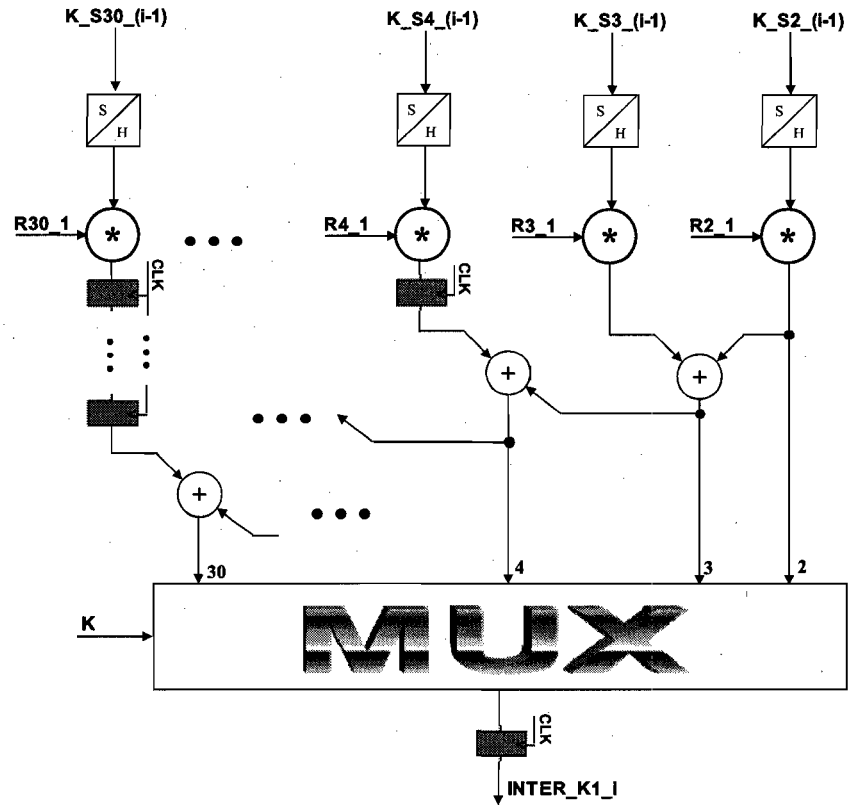 K_S30_(i-1) K_S4_(i-1) K_S3_(i-1) K_S2_(i-1)
S S S S
H H H H
R30_1 * R4_1 * R3_1 * R2_1 *
CLK CLK
+ +
CLK
+
30 4 3 2
K MUX
CLK
INTER_K1_i